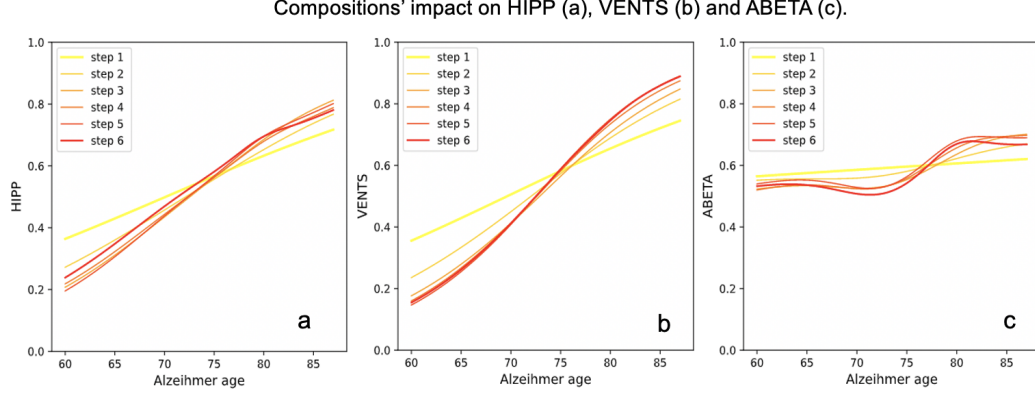 Compositions’ impact on HIPP (a), VENTS (b) and ABETA (c).
1.0
0.8
0.6
0.4
0.2
0.0
HIPP
step 1
step 2
step 3
step 4
step 5
step 6
a
60 65 70 75 80 85
Alzeihmer age
1.0
0.8
0.6
0.4
0.2
0.0
VENTS
step 1
step 2
step 3
step 4
step 5
step 6
b
60 65 70 75 80 85
Alzeihmer age
1.0
0.8
0.6
0.4
0.2
0.0
ABETA
step 1
step 2
step 3
step 4
step 5
step 6
c
60 65 70 75 80 85
Alzeihmer age